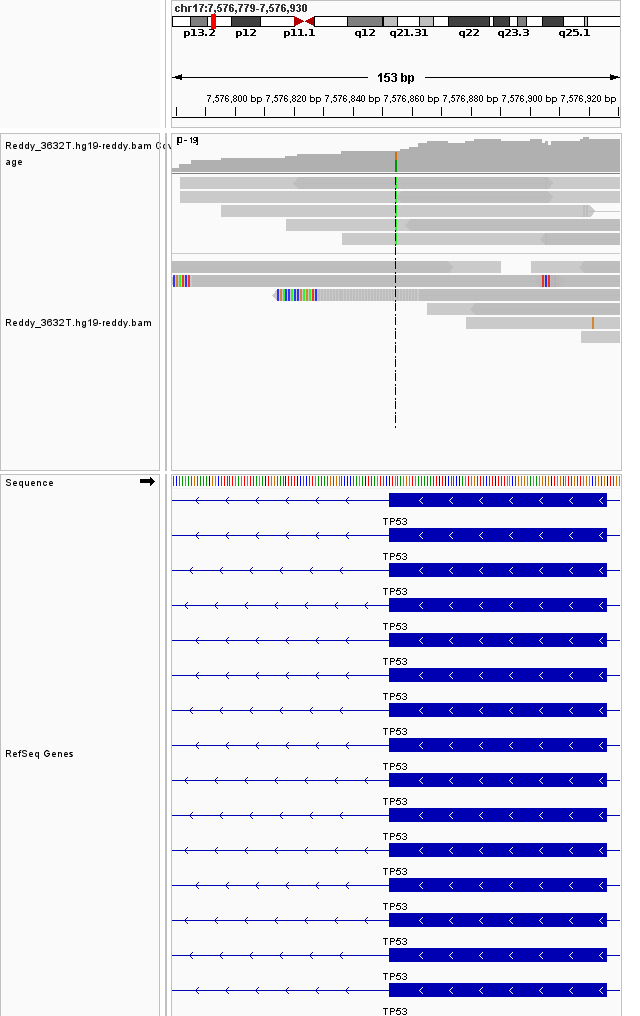 chr17:7,576,779-7,576,930
p13.2 p12 p11.1 q12 q21.31 q22 q23.3 q25.1
153 bp
7,576,800 bp 7,576,820 bp 7,576,840 bp 7,576,860 bp 7,576,880 bp 7,576,900 bp 7,576,920 bp
Reddy_3632T.hg19-reddy.bam Cov
age
[0 - 19]
Reddy_3632T.hg19-reddy.bam
Sequence
TP53
TP53
TP53
TP53
TP53
TP53
TP53
RefSeq Genes
TP53
TP53
TP53
TP53
TP53
TP53
TP53
TP53